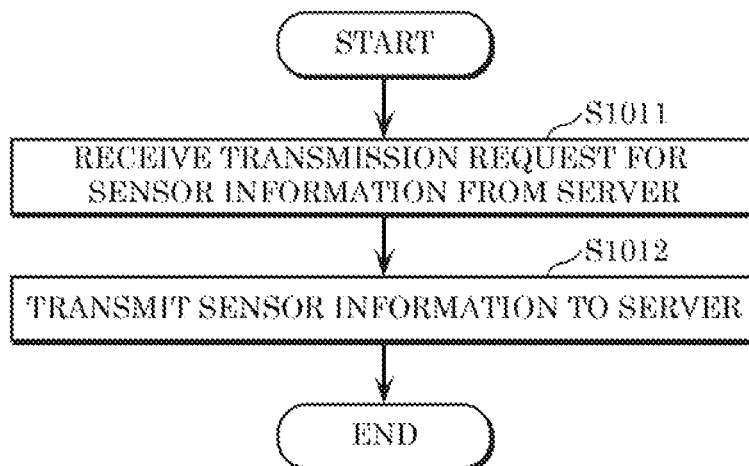 START
S1011
RECEIVE TRANSMISSION REQUEST FOR
SENSOR INFORMATION FROM SERVER
S1012
TRANSMIT SENSOR INFORMATION TO SERVER
END